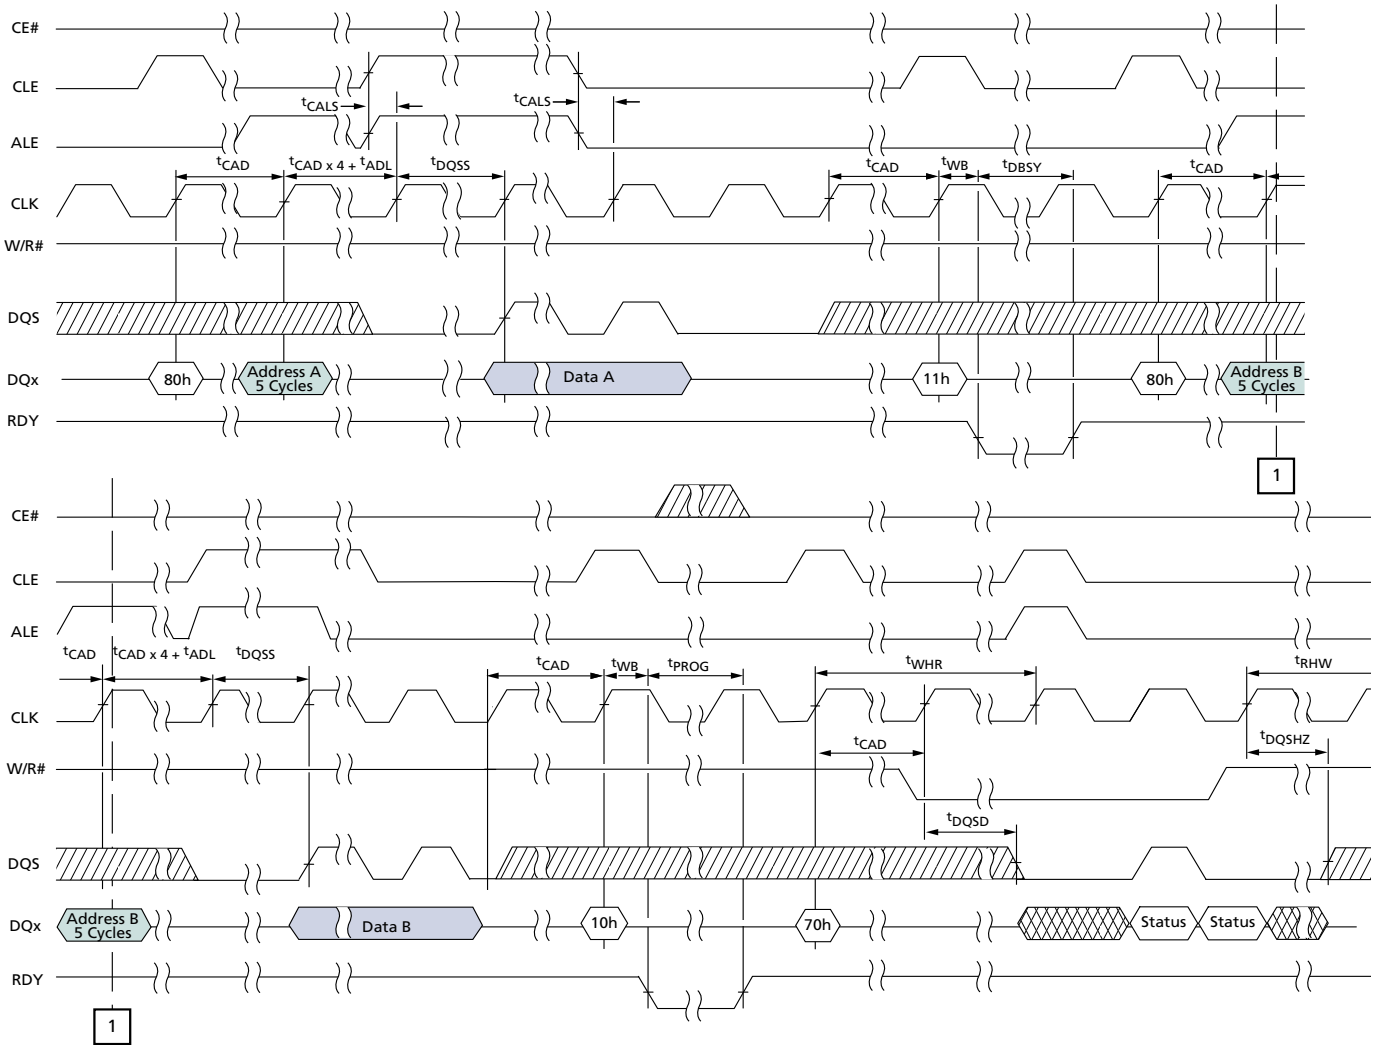 CE#
CLE
tCALS
tCALS
ALE
tCAD
tCAD x 4 + tADL
tDQSS
tCAD
tWB
tDBSY
tCAD
CLK
W/R#
DQS
DQx
80h
Address A
5 Cycles
Data A
11h
80h
Address B
5 Cycles
RDY
1
CE#
CLE
ALE
tCAD
tCAD x 4 + tADL
tDQSS
tCAD
tWB
tPROG
tWHR
tRHW
CLK
tCAD
tDQSHZ
W/R#
tDQSD
DQS
DQx
Address B
5 Cycles
Data B
10h
70h
Status
Status
RDY
1